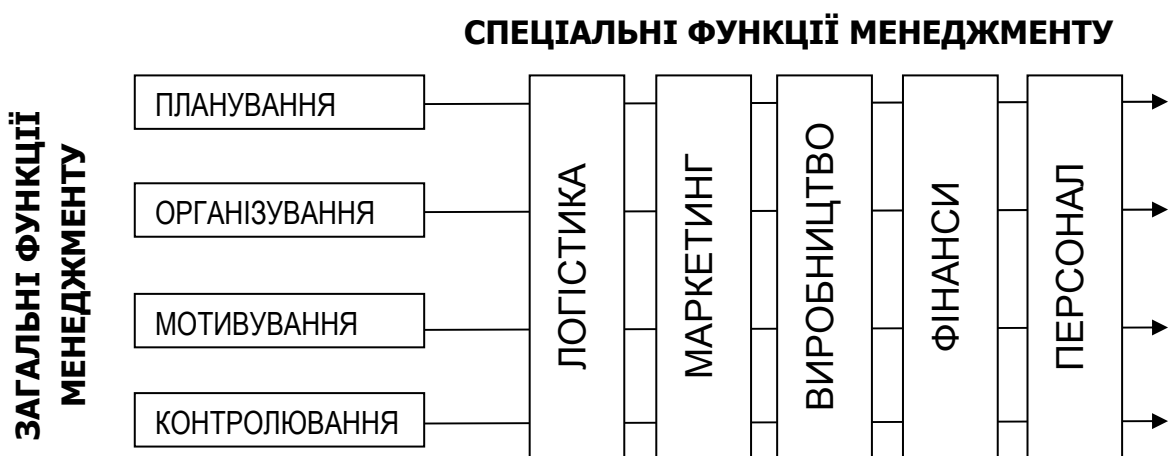 СПЕЦІАЛЬНІ ФУНКЦІЇ МЕНЕДЖМЕНТУ
ЗАГАЛЬНІ ФУНКЦІЇ
МЕНЕДЖМЕНТУ
ПЛАНУВАННЯ
ОРГАНІЗУВАННЯ
МОТИВУВАННЯ
КОНТРОЛЮВАННЯ
ЛОГІСТИКА
МАРКЕТИНГ
ВИРОБНИЦТВО
ФІНАНСИ
ПЕРСОНАЛ